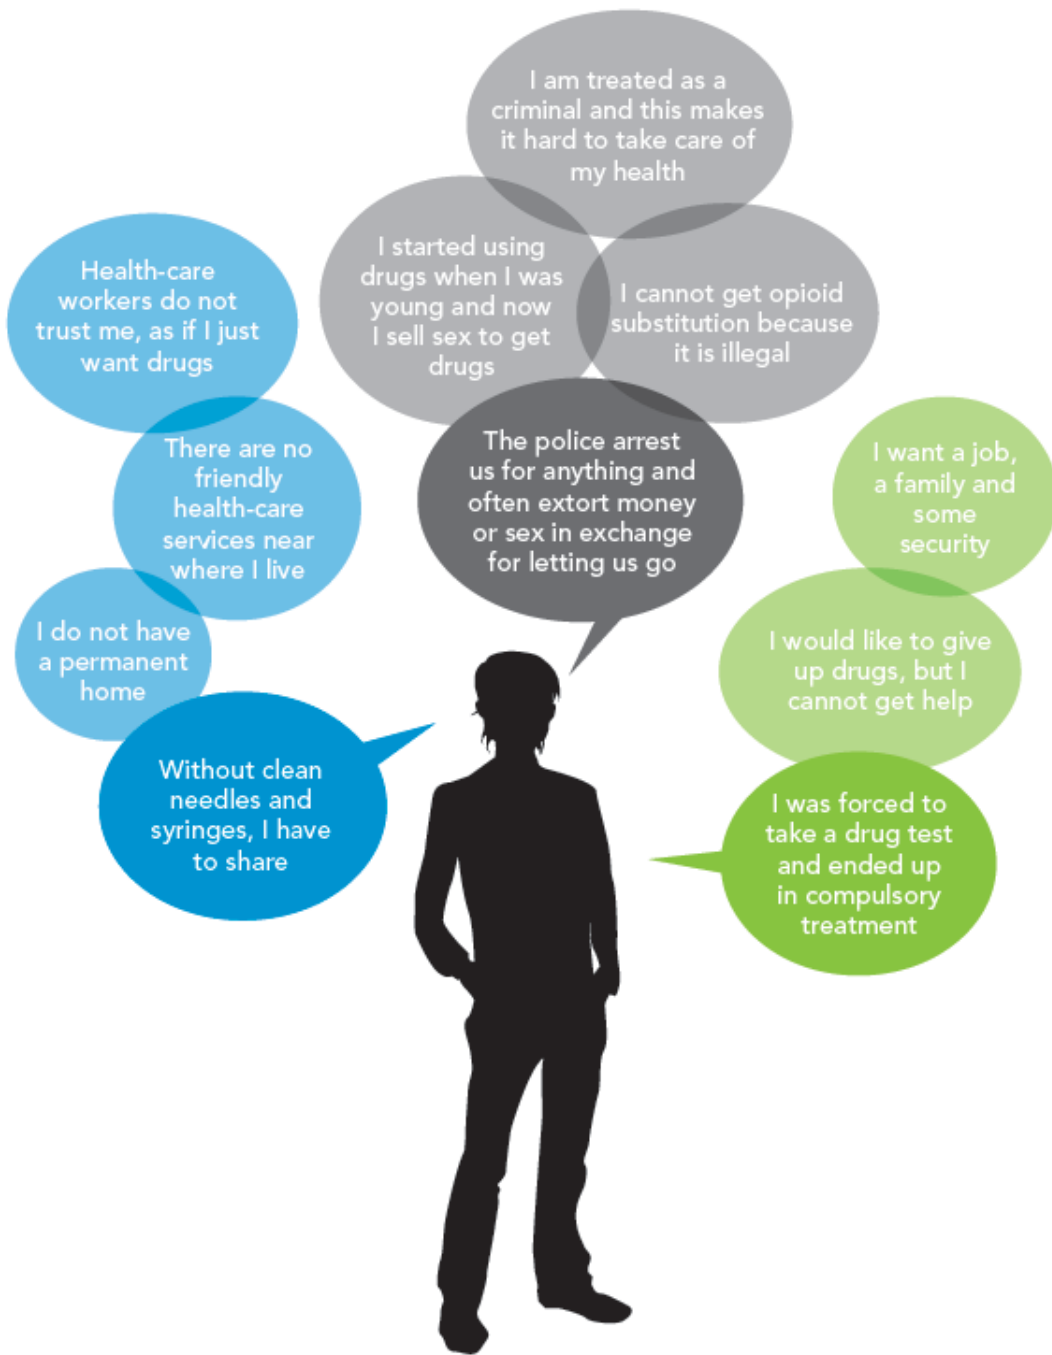 I am treated as a
criminal and this makes
it hard to take care of
my health
I started using
drugs when I was
young and now
I sell sex to get
drugs
I cannot get opioid
substitution because
it is illegal
The police arrest
us for anything and
often extort money
or sex in exchange
for letting us go
Health-care
workers do not
trust me, as if I just
want drugs
There are no
friendly
health-care
services near
where I live
I do not have
a permanent
home
Without clean
needles and
syringes, I have
to share
I want a job,
a family and
some
security
I would like to give
up drugs, but I
cannot get help
I was forced to
take a drug test
and ended up
in compulsory
treatment